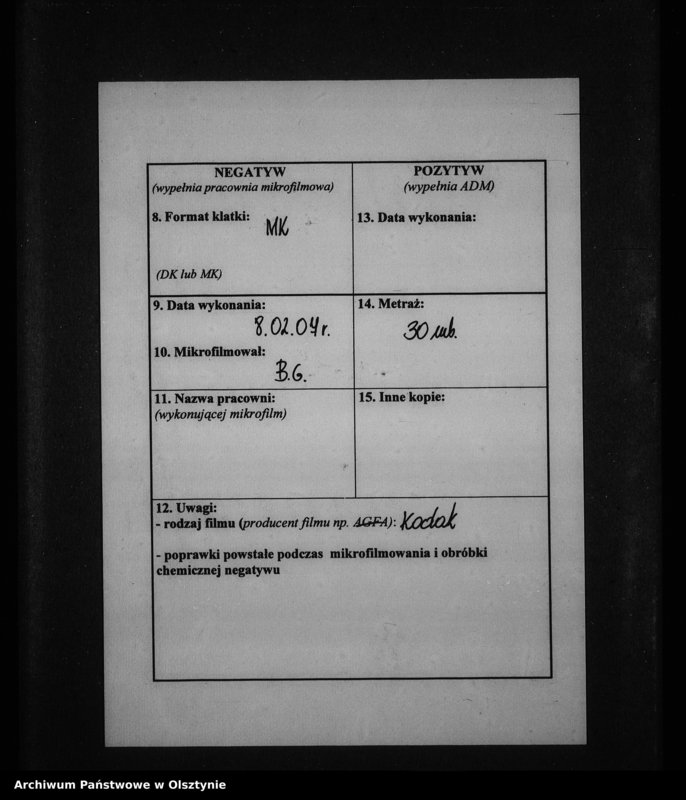 NEGATYW
(wypełnia pracownia mikrofilmowa)
8. Format klatki: MK
(DK lub MK)
POZYTYW
(wypełnia ADM)
13. Data wykonania:
9. Data wykonania:
8.02.04r.
10. Mikrofilmował:
B.G.
14. Metraż:
30 mb.
11. Nazwa pracowni:
(wykonującej mikrofilm)
15. Inne kopie:
12. Uwagi:
- rodzaj filmu (producent filmu np. AGFA): Kodak
- poprawki powstałe podczas mikrofilmowania i obróbki
chemicznej negatywu
Archiwum Państwowe w Olsztynie